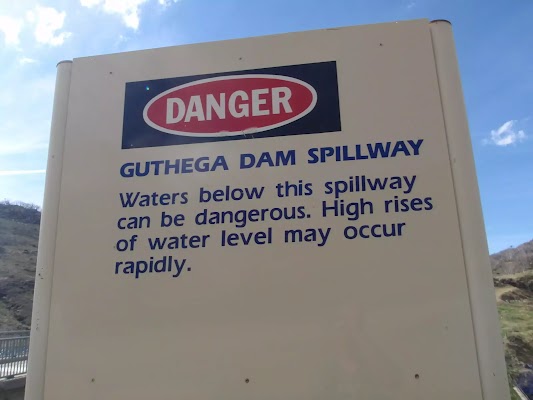 DANGER
GUTHEGA DAM SPILLWAY
Waters below this spillway
can be dangerous. High rises
of water level may occur
rapidly.